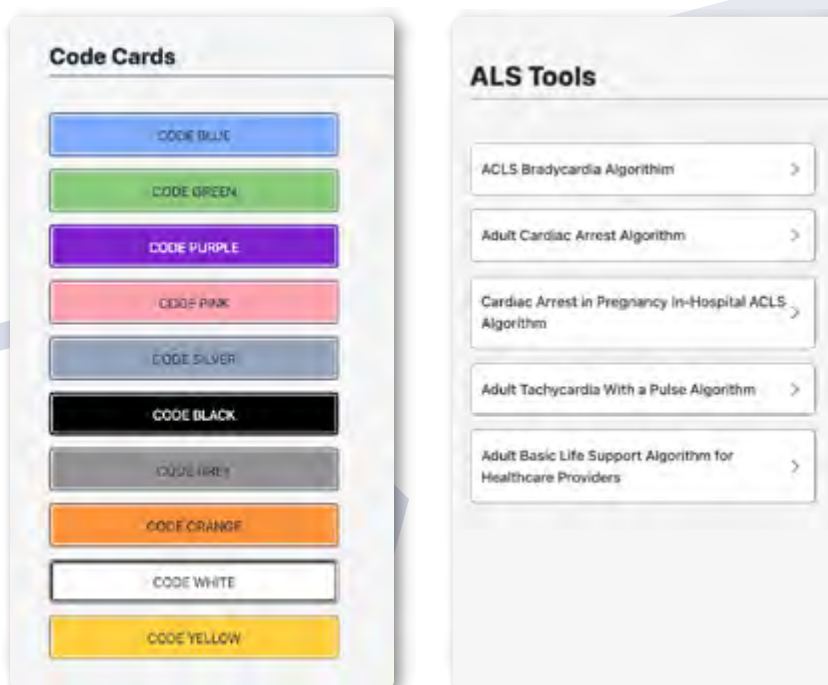 Code Cards
CODE BLUE
CODE GREEN
CODE PURPLE
CODE PINK
CODE SILVER
CODE BLACK
CODE GREY
CODE ORANGE
CODE WHITE
CODE YELLOW
ALS Tools
ACLS Bradycardia Algorithim
Adult Cardiac Arrest Algorithm
Cardiac Arrest in Pregnancy In-Hospital ACLS
Algorithm
Adult Tachycardia With a Pulse Algorithm
Adult Basic Life Support Algorithm for
Healthcare Providers